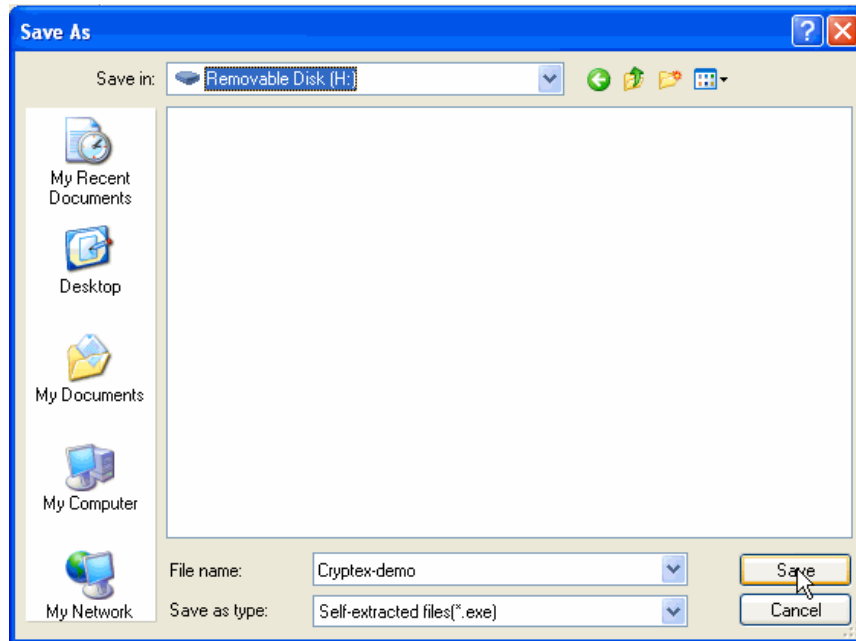 Save As
Save in: Removable Disk (H:)
My Recent
Documents
Desktop
My Documents
My Computer
My Network
File name: Cryptex-demo
Save
Save as type: Self-extracted files(*.exe)
Cancel